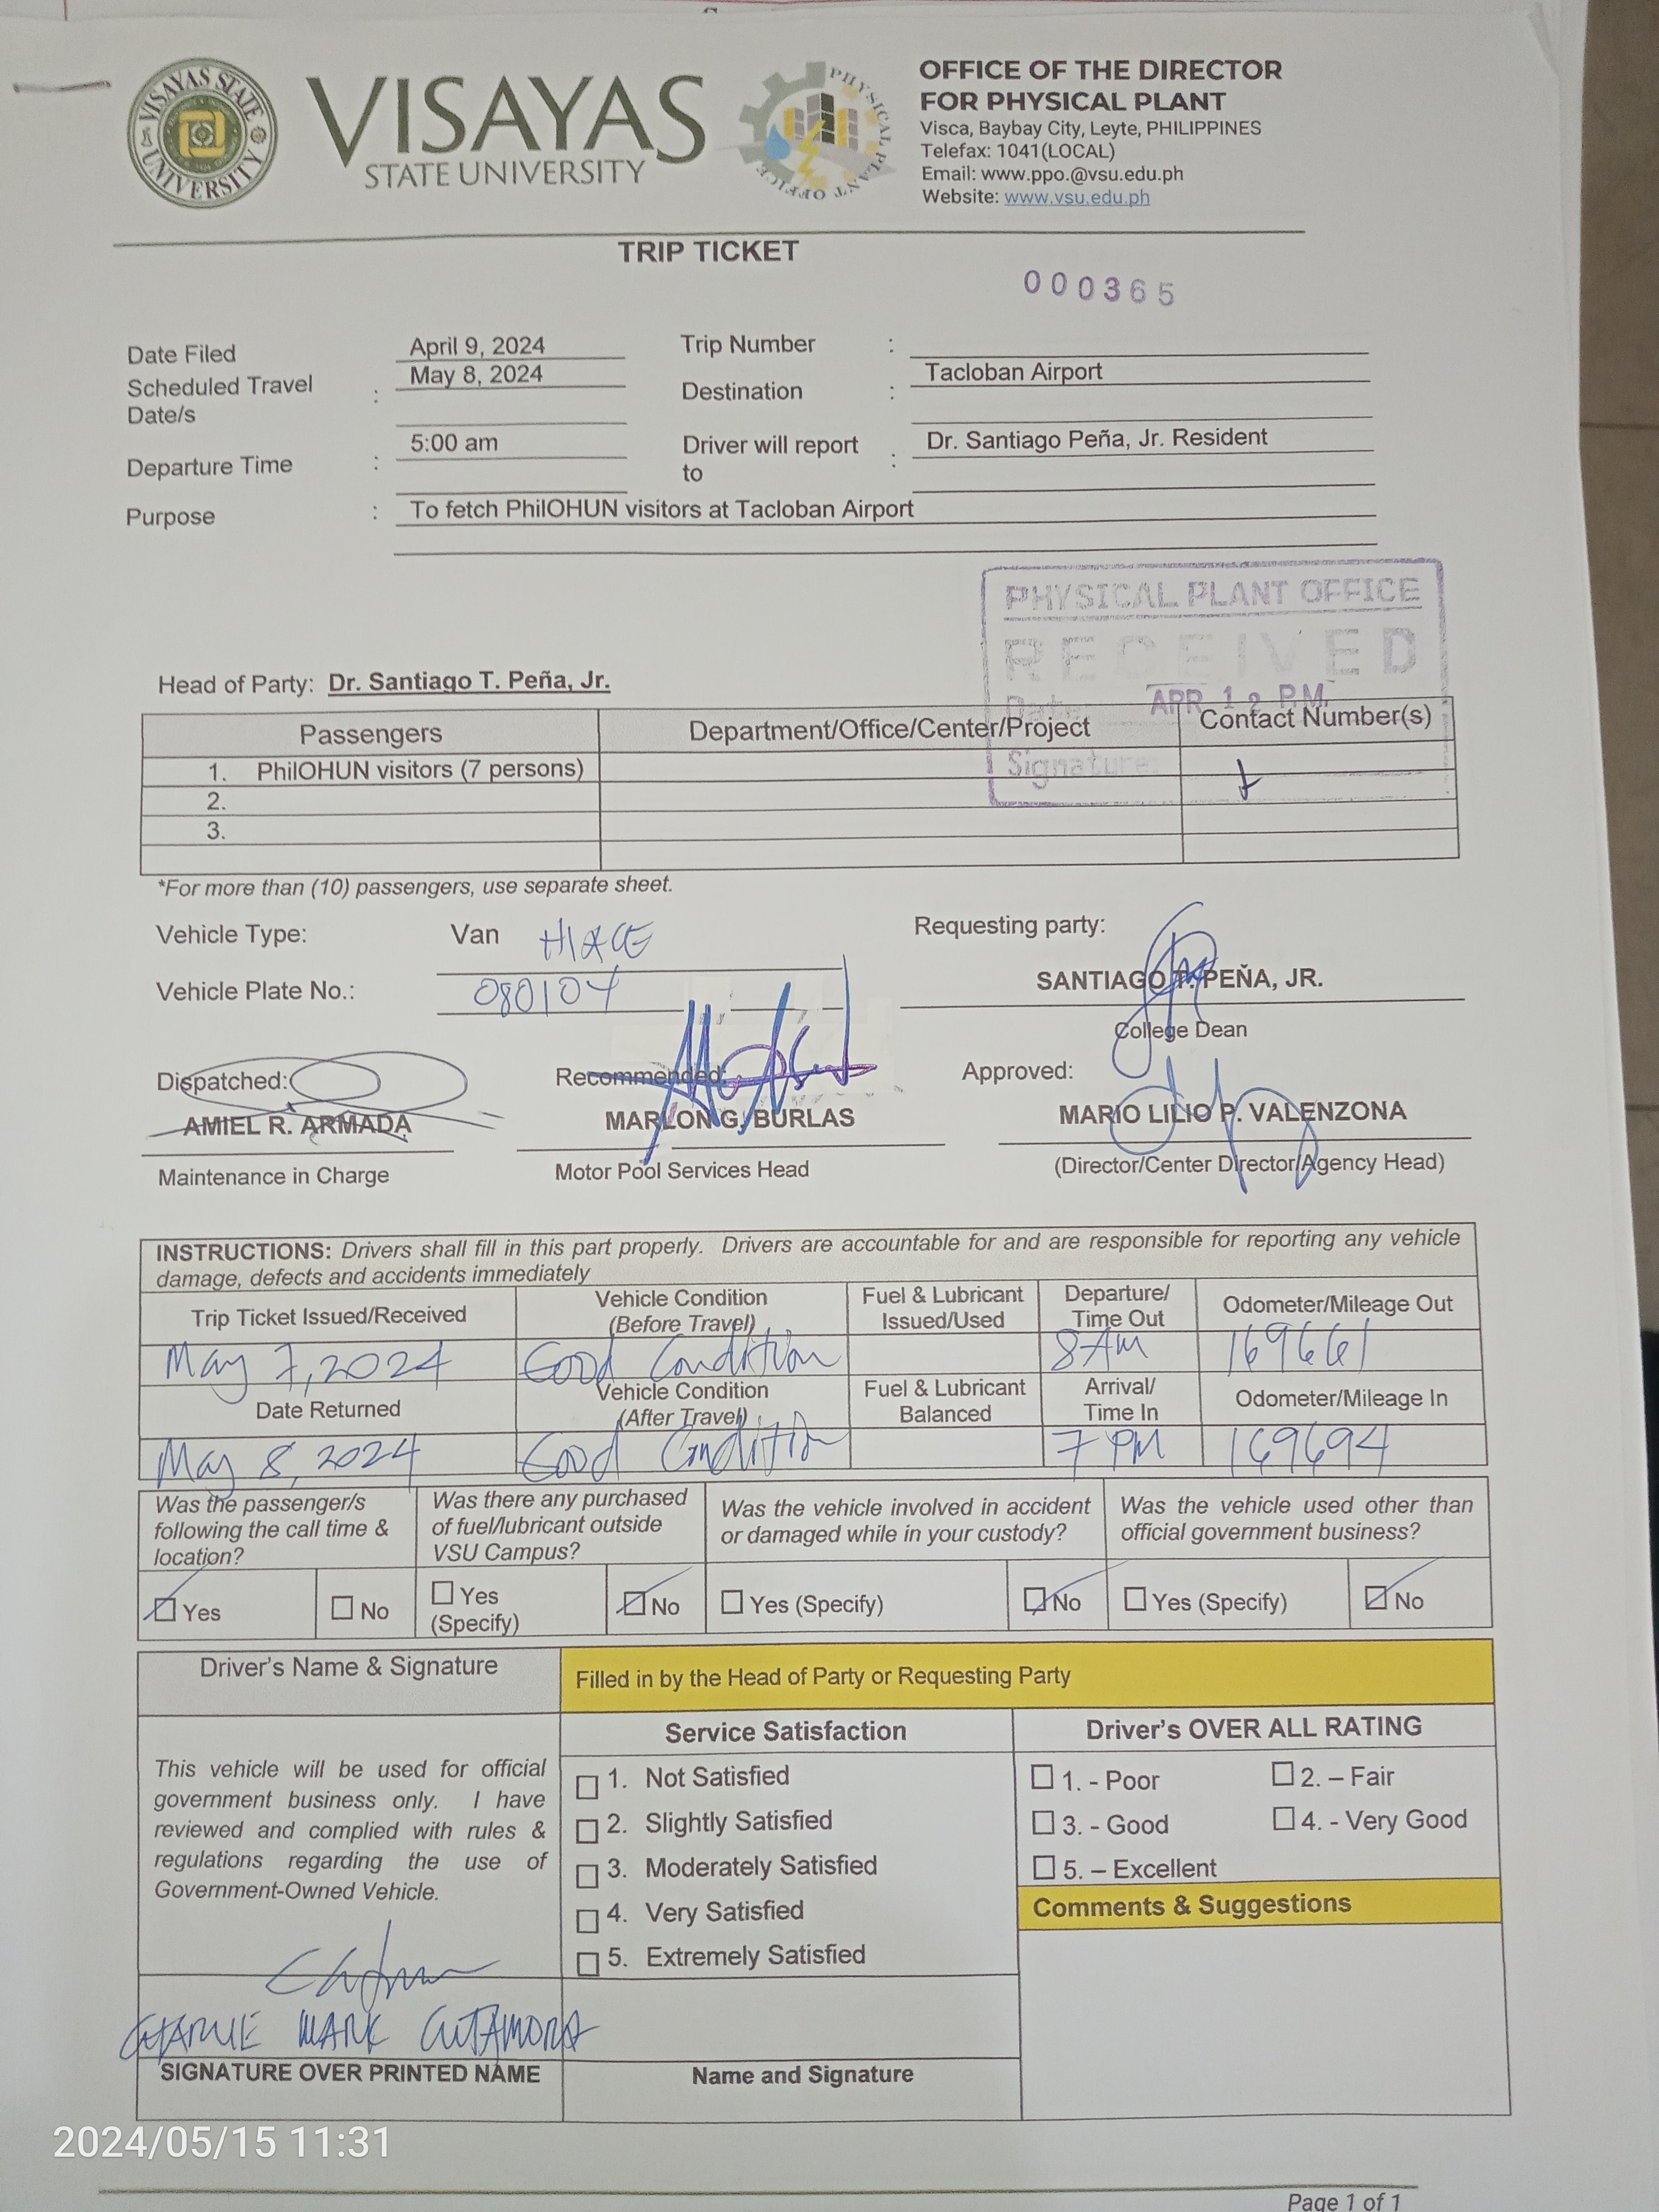 VISAYAS STATE UNIVERSITY
VISAYAS
STATE UNIVERSITY
PHYSICAL PLANT OFFICE
OFFICE OF THE DIRECTOR
FOR PHYSICAL PLANT
Visca, Baybay City, Leyte, PHILIPPINES
Telefax: 1041(LOCAL)
Email: www.ppo.@vsu.edu.ph
Website: www.vsu.edu.ph
TRIP TICKET
000365
Date Filed April 9, 2024 Trip Number :
Scheduled Travel Date/s : May 8, 2024 Destination : Tacloban Airport
Departure Time : 5:00 am Driver will report to : Dr. Santiago Peña, Jr. Resident
Purpose : To fetch PhilOHUN visitors at Tacloban Airport
PHYSICAL PLANT OFFICE
RECEIVED
Date: APR 12 P.M.
Signature:
Head of Party: Dr. Santiago T. Peña, Jr.
Passengers Department/Office/Center/Project Contact Number(s)
1. PhilOHUN visitors (7 persons)
2.
3.
*For more than (10) passengers, use separate sheet.
Vehicle Type: Van HIACE
Vehicle Plate No.: 080104
Requesting party:
SANTIAGO T. PEÑA, JR.
College Dean
Dispatched: Recommended: Approved:
AMIEL R. ARMADA MARLON G. BURLAS MARIO LILIO P. VALENZONA
Maintenance in Charge Motor Pool Services Head (Director/Center Director/Agency Head)
INSTRUCTIONS: Drivers shall fill in this part properly. Drivers are accountable for and are responsible for reporting any vehicle
damage, defects and accidents immediately
Trip Ticket Issued/Received Vehicle Condition (Before Travel) Fuel & Lubricant Issued/Used Departure/ Time Out Odometer/Mileage Out
May 7, 2024 Good Condition 8 AM 169661
Date Returned Vehicle Condition (After Travel) Fuel & Lubricant Balanced Arrival/ Time In Odometer/Mileage In
May 8, 2024 Good Condition 7 PM 169694
Was the passenger/s
following the call time &
location?
Was there any purchased
of fuel/lubricant outside
VSU Campus?
Was the vehicle involved in accident
or damaged while in your custody?
Was the vehicle used other than
official government business?
Yes No Yes (Specify) No Yes (Specify) No Yes (Specify) No
Driver's Name & Signature
Filled in by the Head of Party or Requesting Party
This vehicle will be used for official
government business only. I have
reviewed and complied with rules &
regulations regarding the use of
Government-Owned Vehicle.
Service Satisfaction
1. Not Satisfied
2. Slightly Satisfied
3. Moderately Satisfied
4. Very Satisfied
5. Extremely Satisfied
Driver's OVER ALL RATING
1. - Poor 2. – Fair
3. - Good 4. - Very Good
5. – Excellent
Comments & Suggestions
MARK
SIGNATURE OVER PRINTED NAME
Name and Signature
2024/05/15 11:31
Page 1 of 1